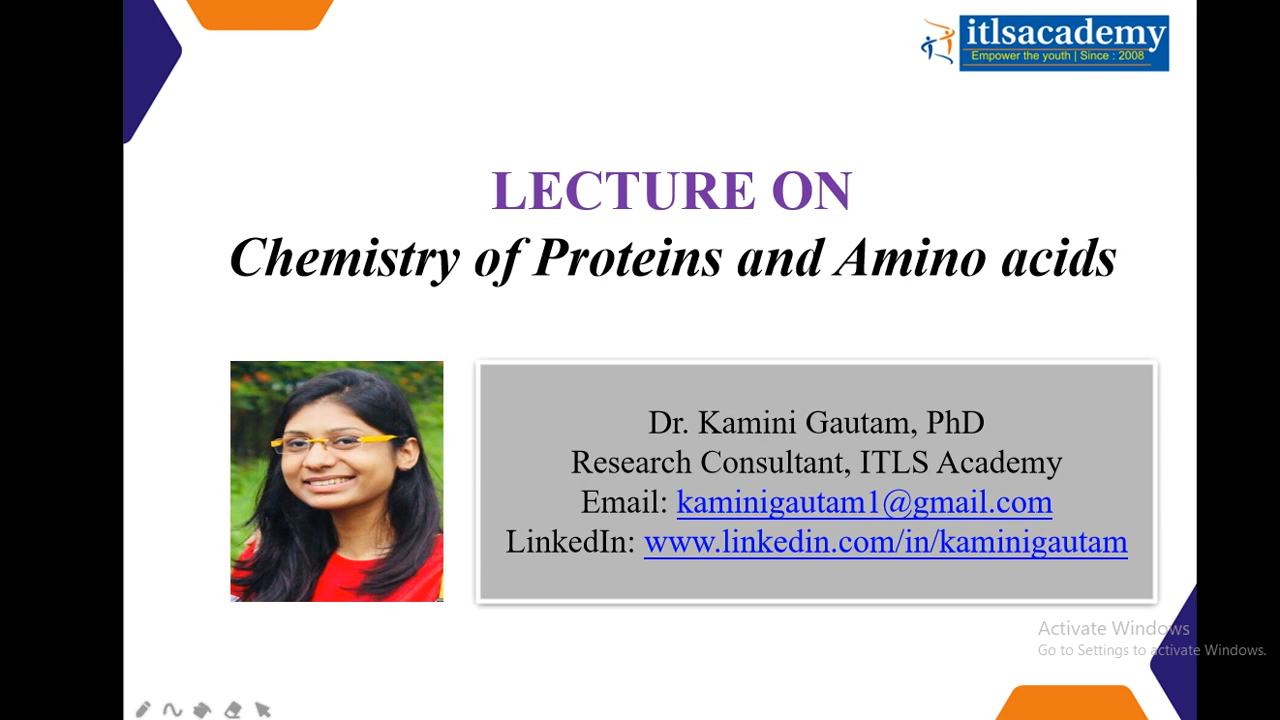 itlsacademy
Empower the youth | Since : 2008
LECTURE ON
Chemistry of Proteins and Amino acids
Dr. Kamini Gautam, PhD
Research Consultant, ITLS Academy
Email: kaminigautam1@gmail.com
LinkedIn: www.linkedin.com/in/kaminigautam
Activate Windows
Go to Settings to activate Windows.